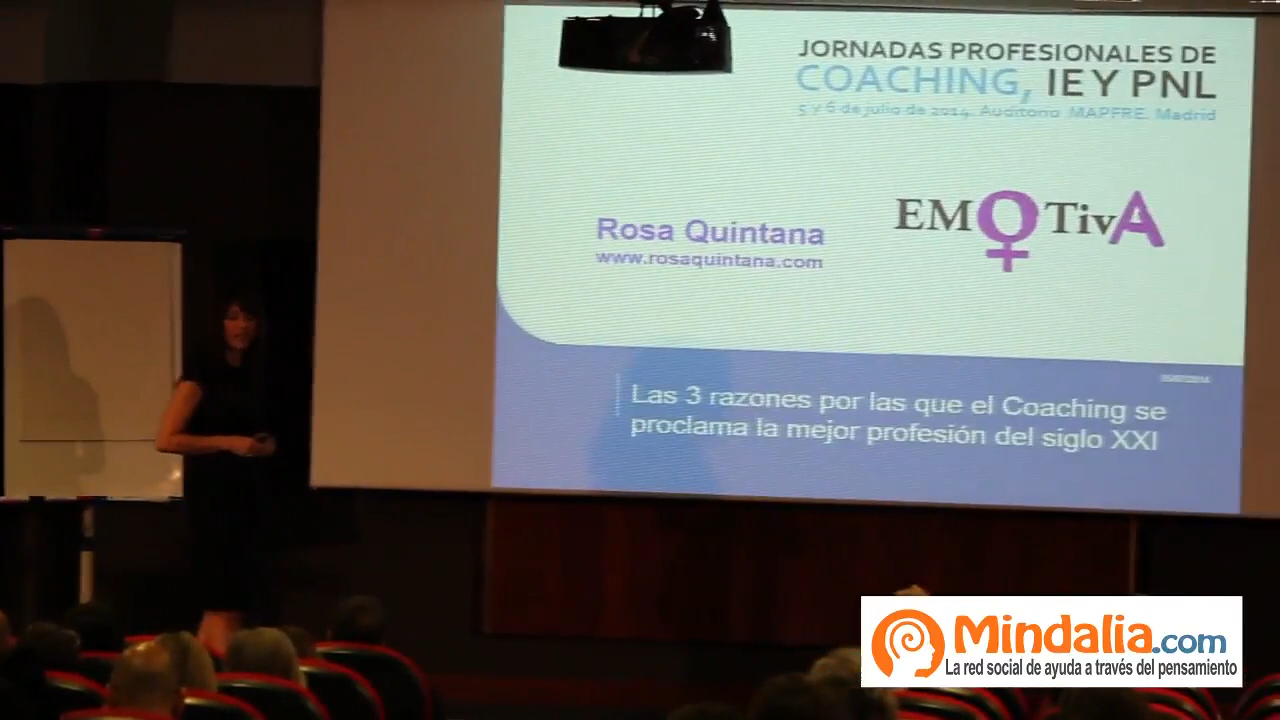 JORNADAS PROFESIONALES DE
COACHING, IE Y PNL
5 y 6 de julio de 2014. Auditorio MAPFRE. Madrid
EMOTivA
Rosa Quintana
www.rosaquintana.com
Las 3 razones por las que el Coaching se
proclama la mejor profesión del siglo XXI
Mindalia.com
La red social de ayuda a través del pensamiento